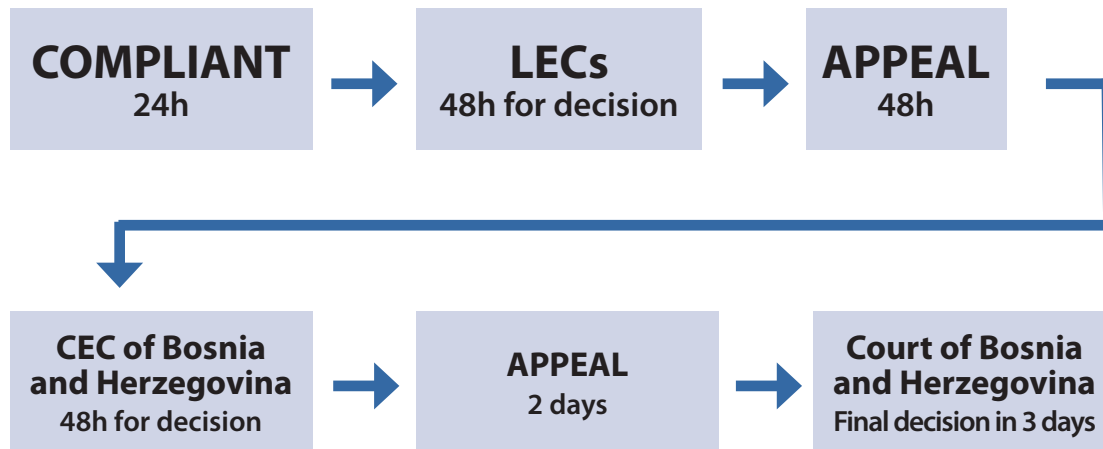 COMPLIANT
24h
LECs
48h for decision
APPEAL
48h
CEC of Bosnia
and Herzegovina
48h for decision
APPEAL
2 days
Court of Bosnia
and Herzegovina
Final decision in 3 days